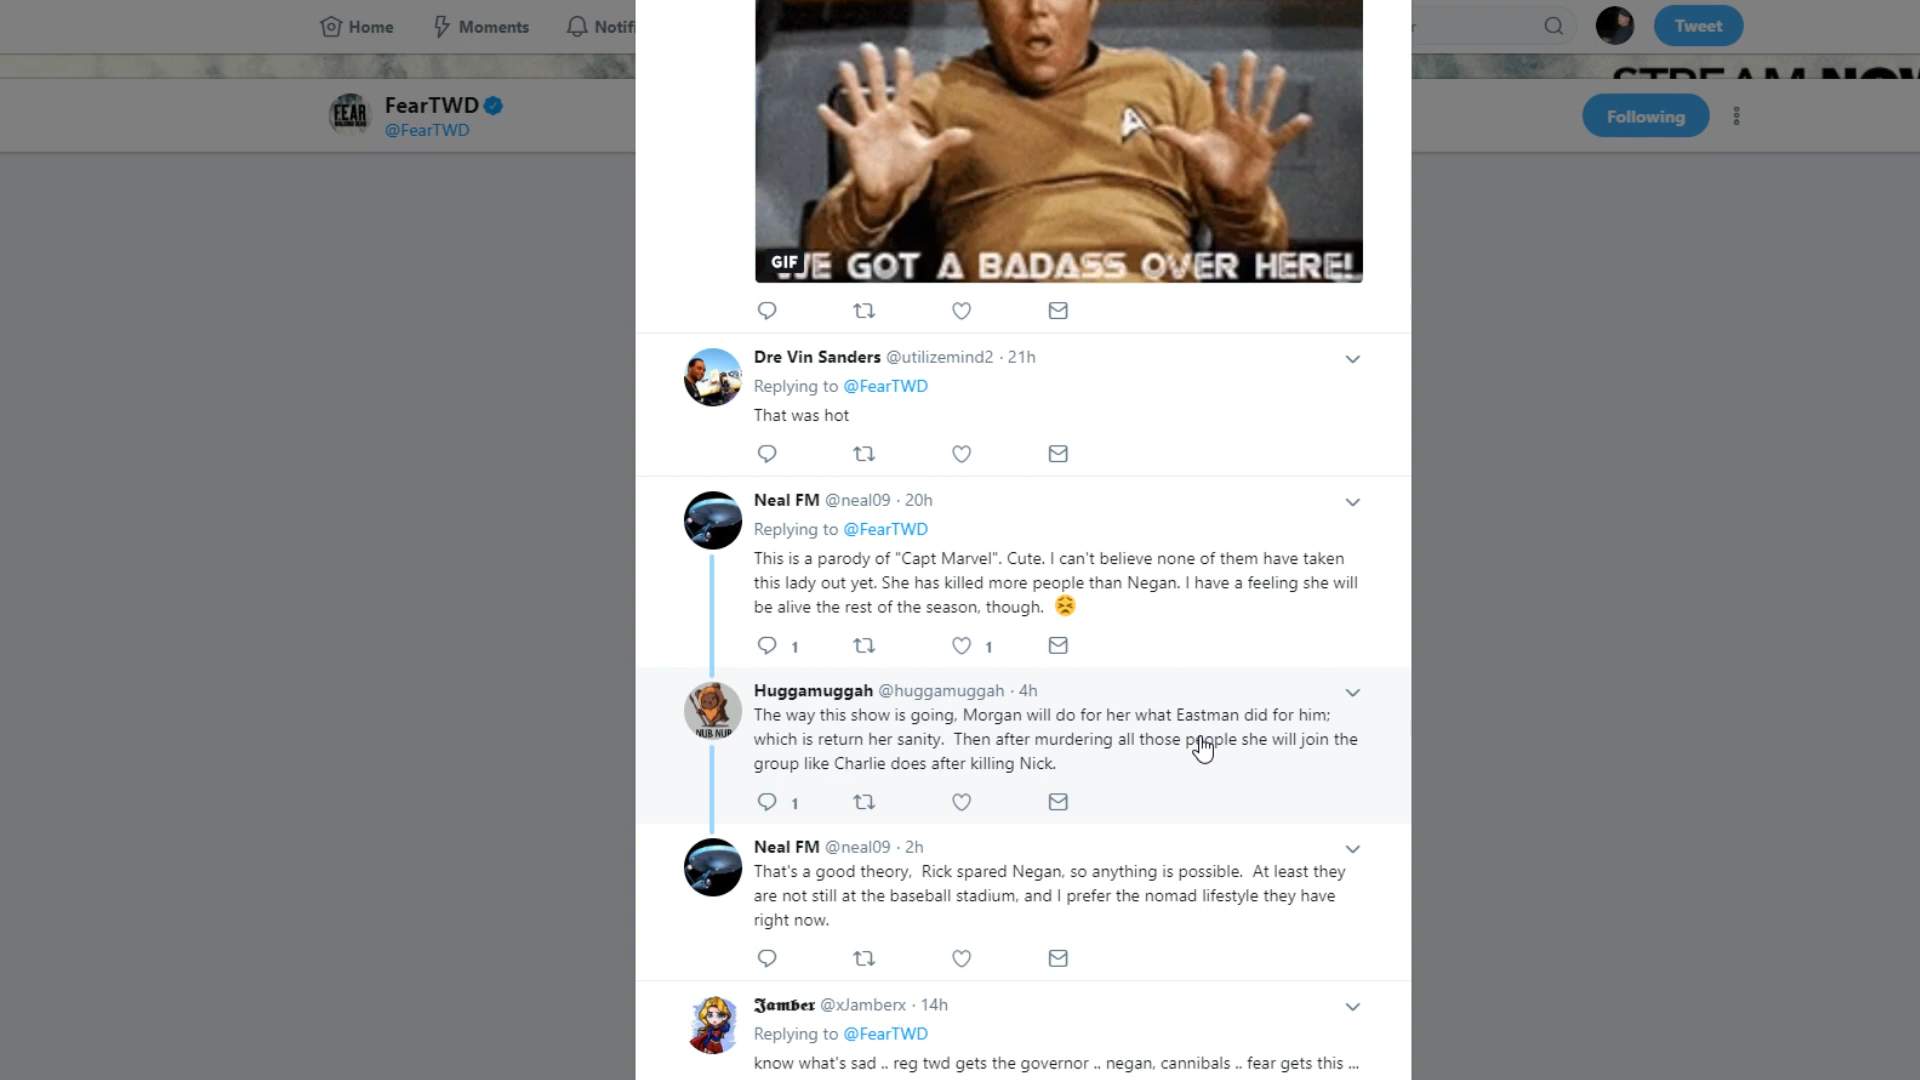 Home
Moments
Notifi
Tweet
STREAM NOW
FearTWD
@FearTWD
Following
GIF
WE GOT A BADASS OVER HERE!
Dre Vin Sanders @utilizemind2 · 21h
Replying to @FearTWD
That was hot
Neal FM @neal09 · 20h
Replying to @FearTWD
This is a parody of "Capt Marvel". Cute. I can't believe none of them have taken
this lady out yet. She has killed more people than Negan. I have a feeling she will
be alive the rest of the season, though. 😣
1
1
Huggamuggah @huggamuggah · 4h
The way this show is going, Morgan will do for her what Eastman did for him;
which is return her sanity. Then after murdering all those people she will join the
group like Charlie does after killing Nick.
NUB NUB
1
Neal FM @neal09 · 2h
That's a good theory, Rick spared Negan, so anything is possible. At least they
are not still at the baseball stadium, and I prefer the nomad lifestyle they have
right now.
Jamber @xJamberx · 14h
Replying to @FearTWD
know what's sad .. reg twd gets the governor .. negan, cannibals .. fear gets this ...